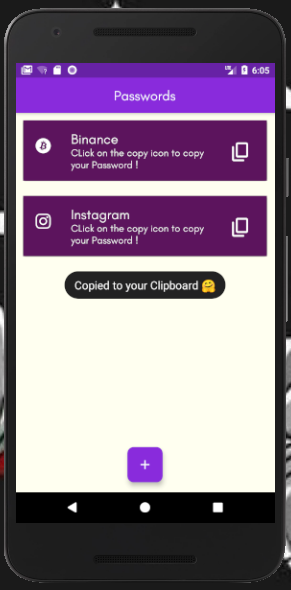 6:05
Passwords
Binance
CLick on the copy icon to copy
your Password !
Instagram
CLick on the copy icon to copy
your Password !
Copied to your Clipboard 🤗
+